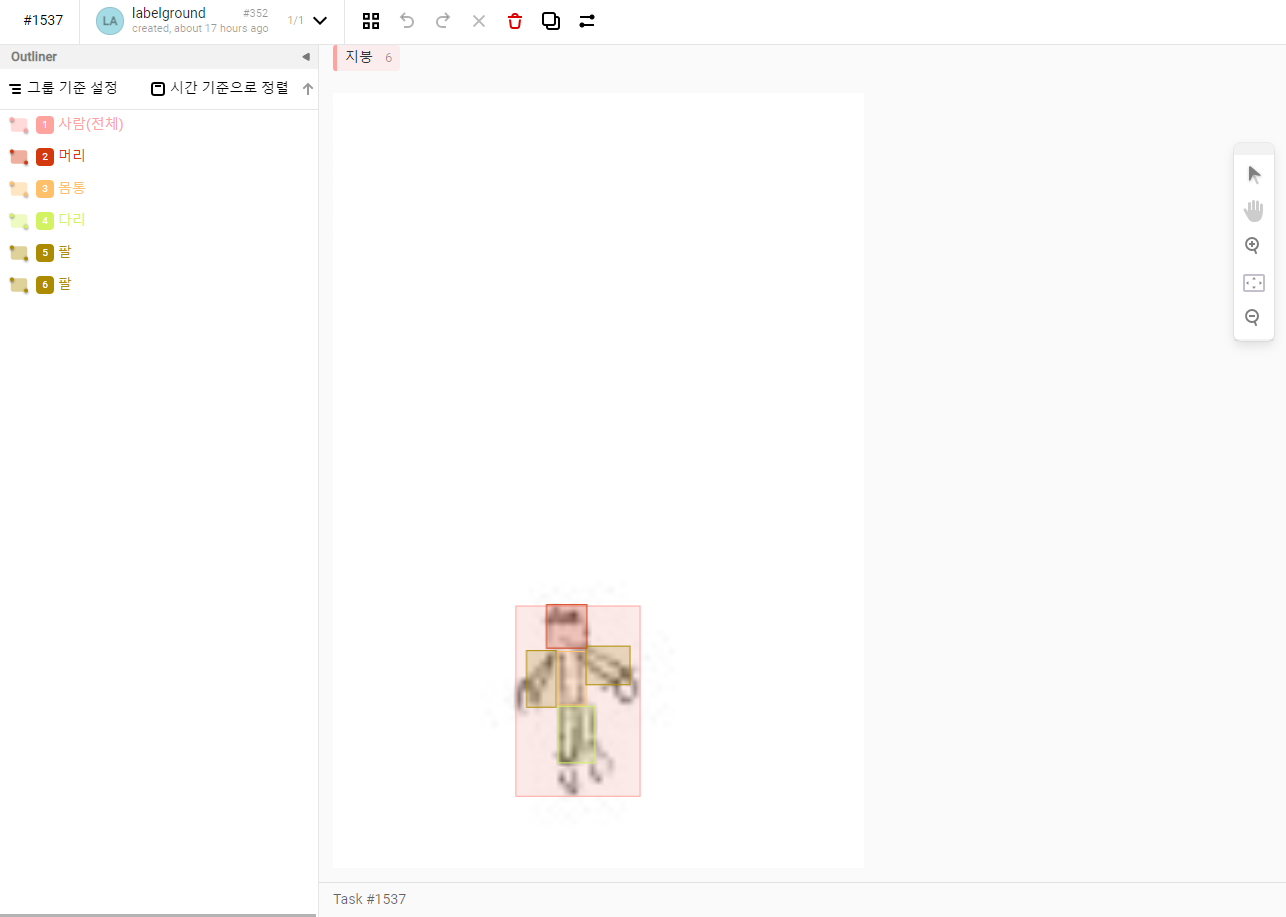 #1537
LA
labelground #352
created, about 17 hours ago
1/1
Outliner
그룹 기준 설정
시간 기준으로 정렬
1 사람(전체)
2 머리
3 몸통
4 다리
5 팔
6 팔
지붕 6
Task #1537